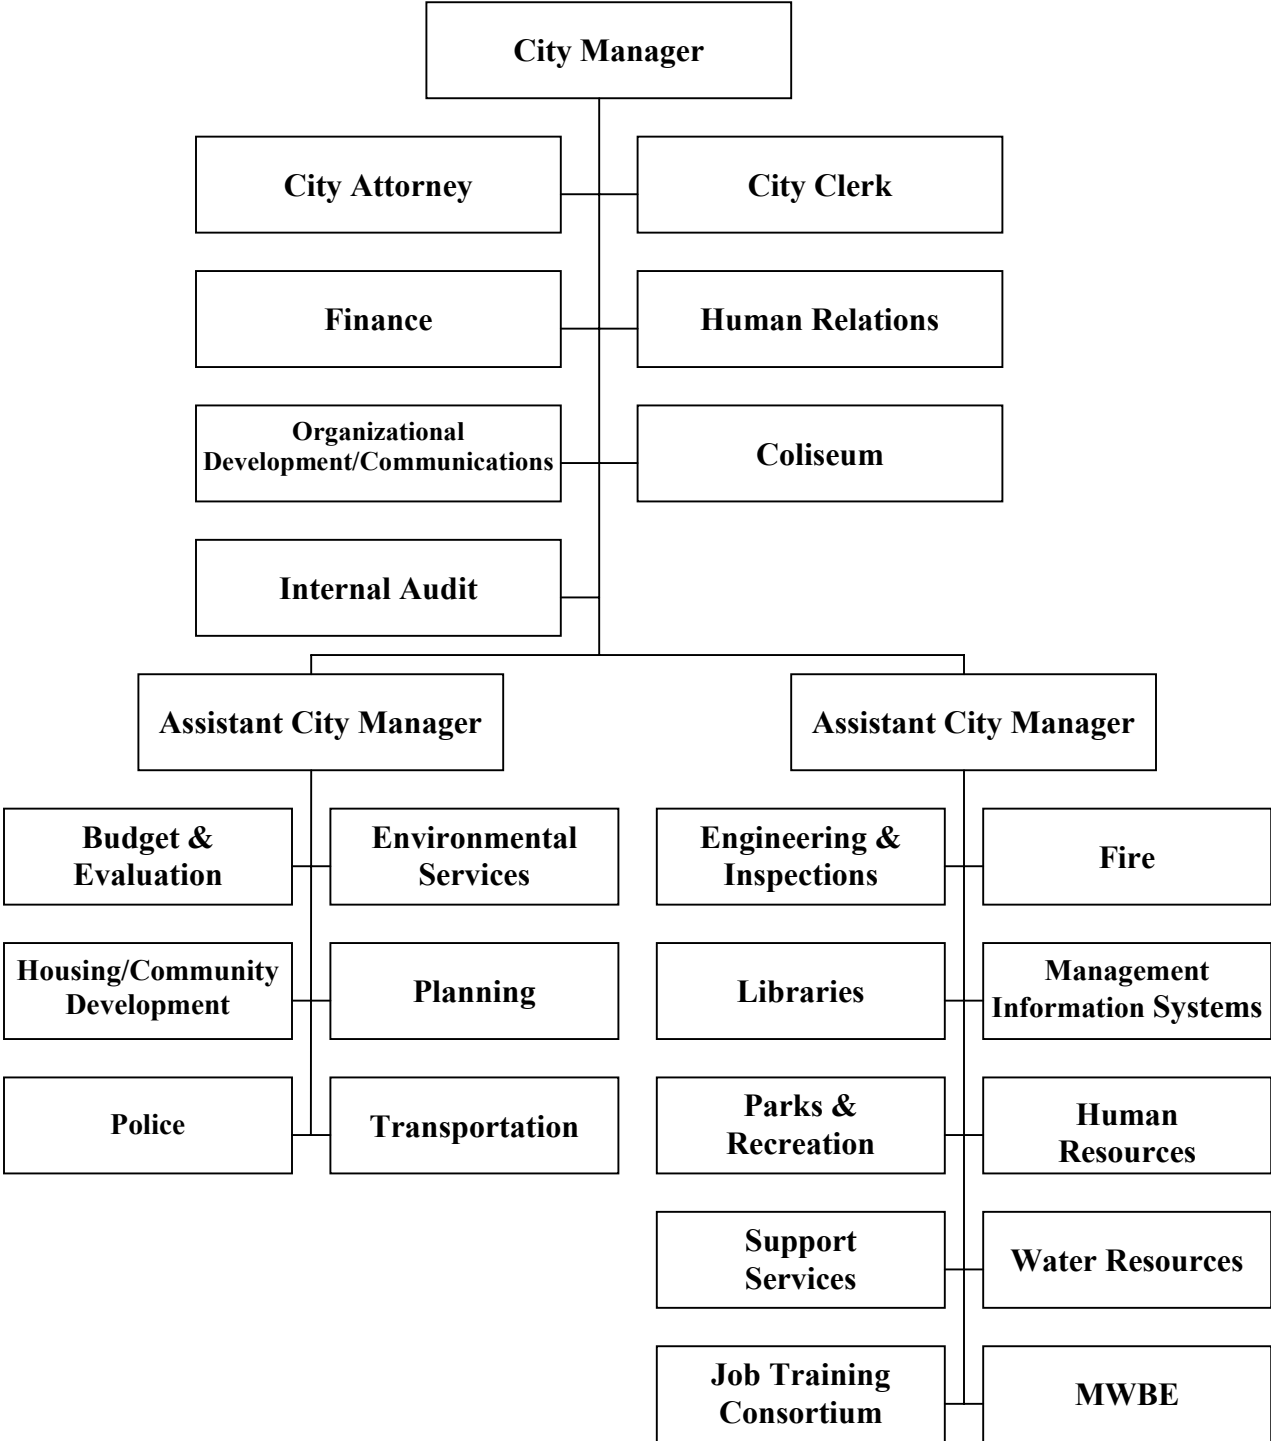 City Manager
City Attorney
City Clerk
Finance
Human Relations
Organizational
Development/Communications
Coliseum
Internal Audit
Assistant City Manager
Assistant City Manager
Budget &
Evaluation
Environmental
Services
Housing/Community
Development
Planning
Police
Transportation
Engineering &
Inspections
Fire
Libraries
Management
Information Systems
Parks &
Recreation
Human
Resources
Support
Services
Water Resources
Job Training
Consortium
MWBE